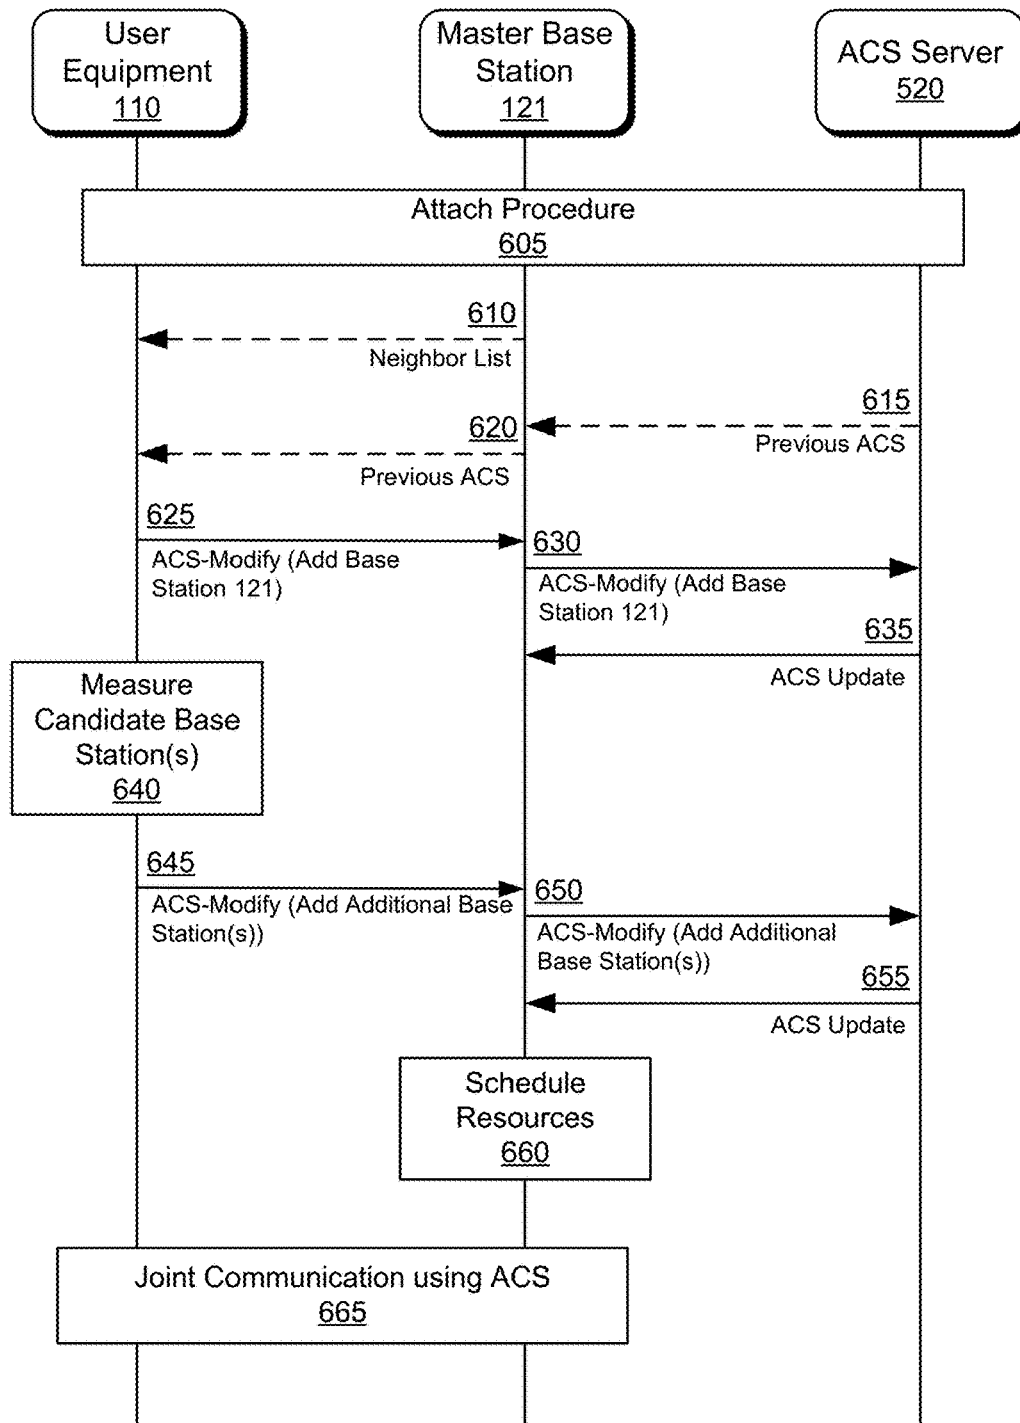 User
Equipment
110
Master Base
Station
121
ACS Server
520
Attach Procedure
605
610
Neighbor List
615
Previous ACS
620
Previous ACS
625
ACS-Modify (Add Base
Station 121)
630
ACS-Modify (Add Base
Station 121)
635
ACS Update
Measure
Candidate Base
Station(s)
640
645
ACS-Modify (Add Additional Base
Station(s))
650
ACS-Modify (Add Additional
Base Station(s))
655
ACS Update
Schedule
Resources
660
Joint Communication using ACS
665